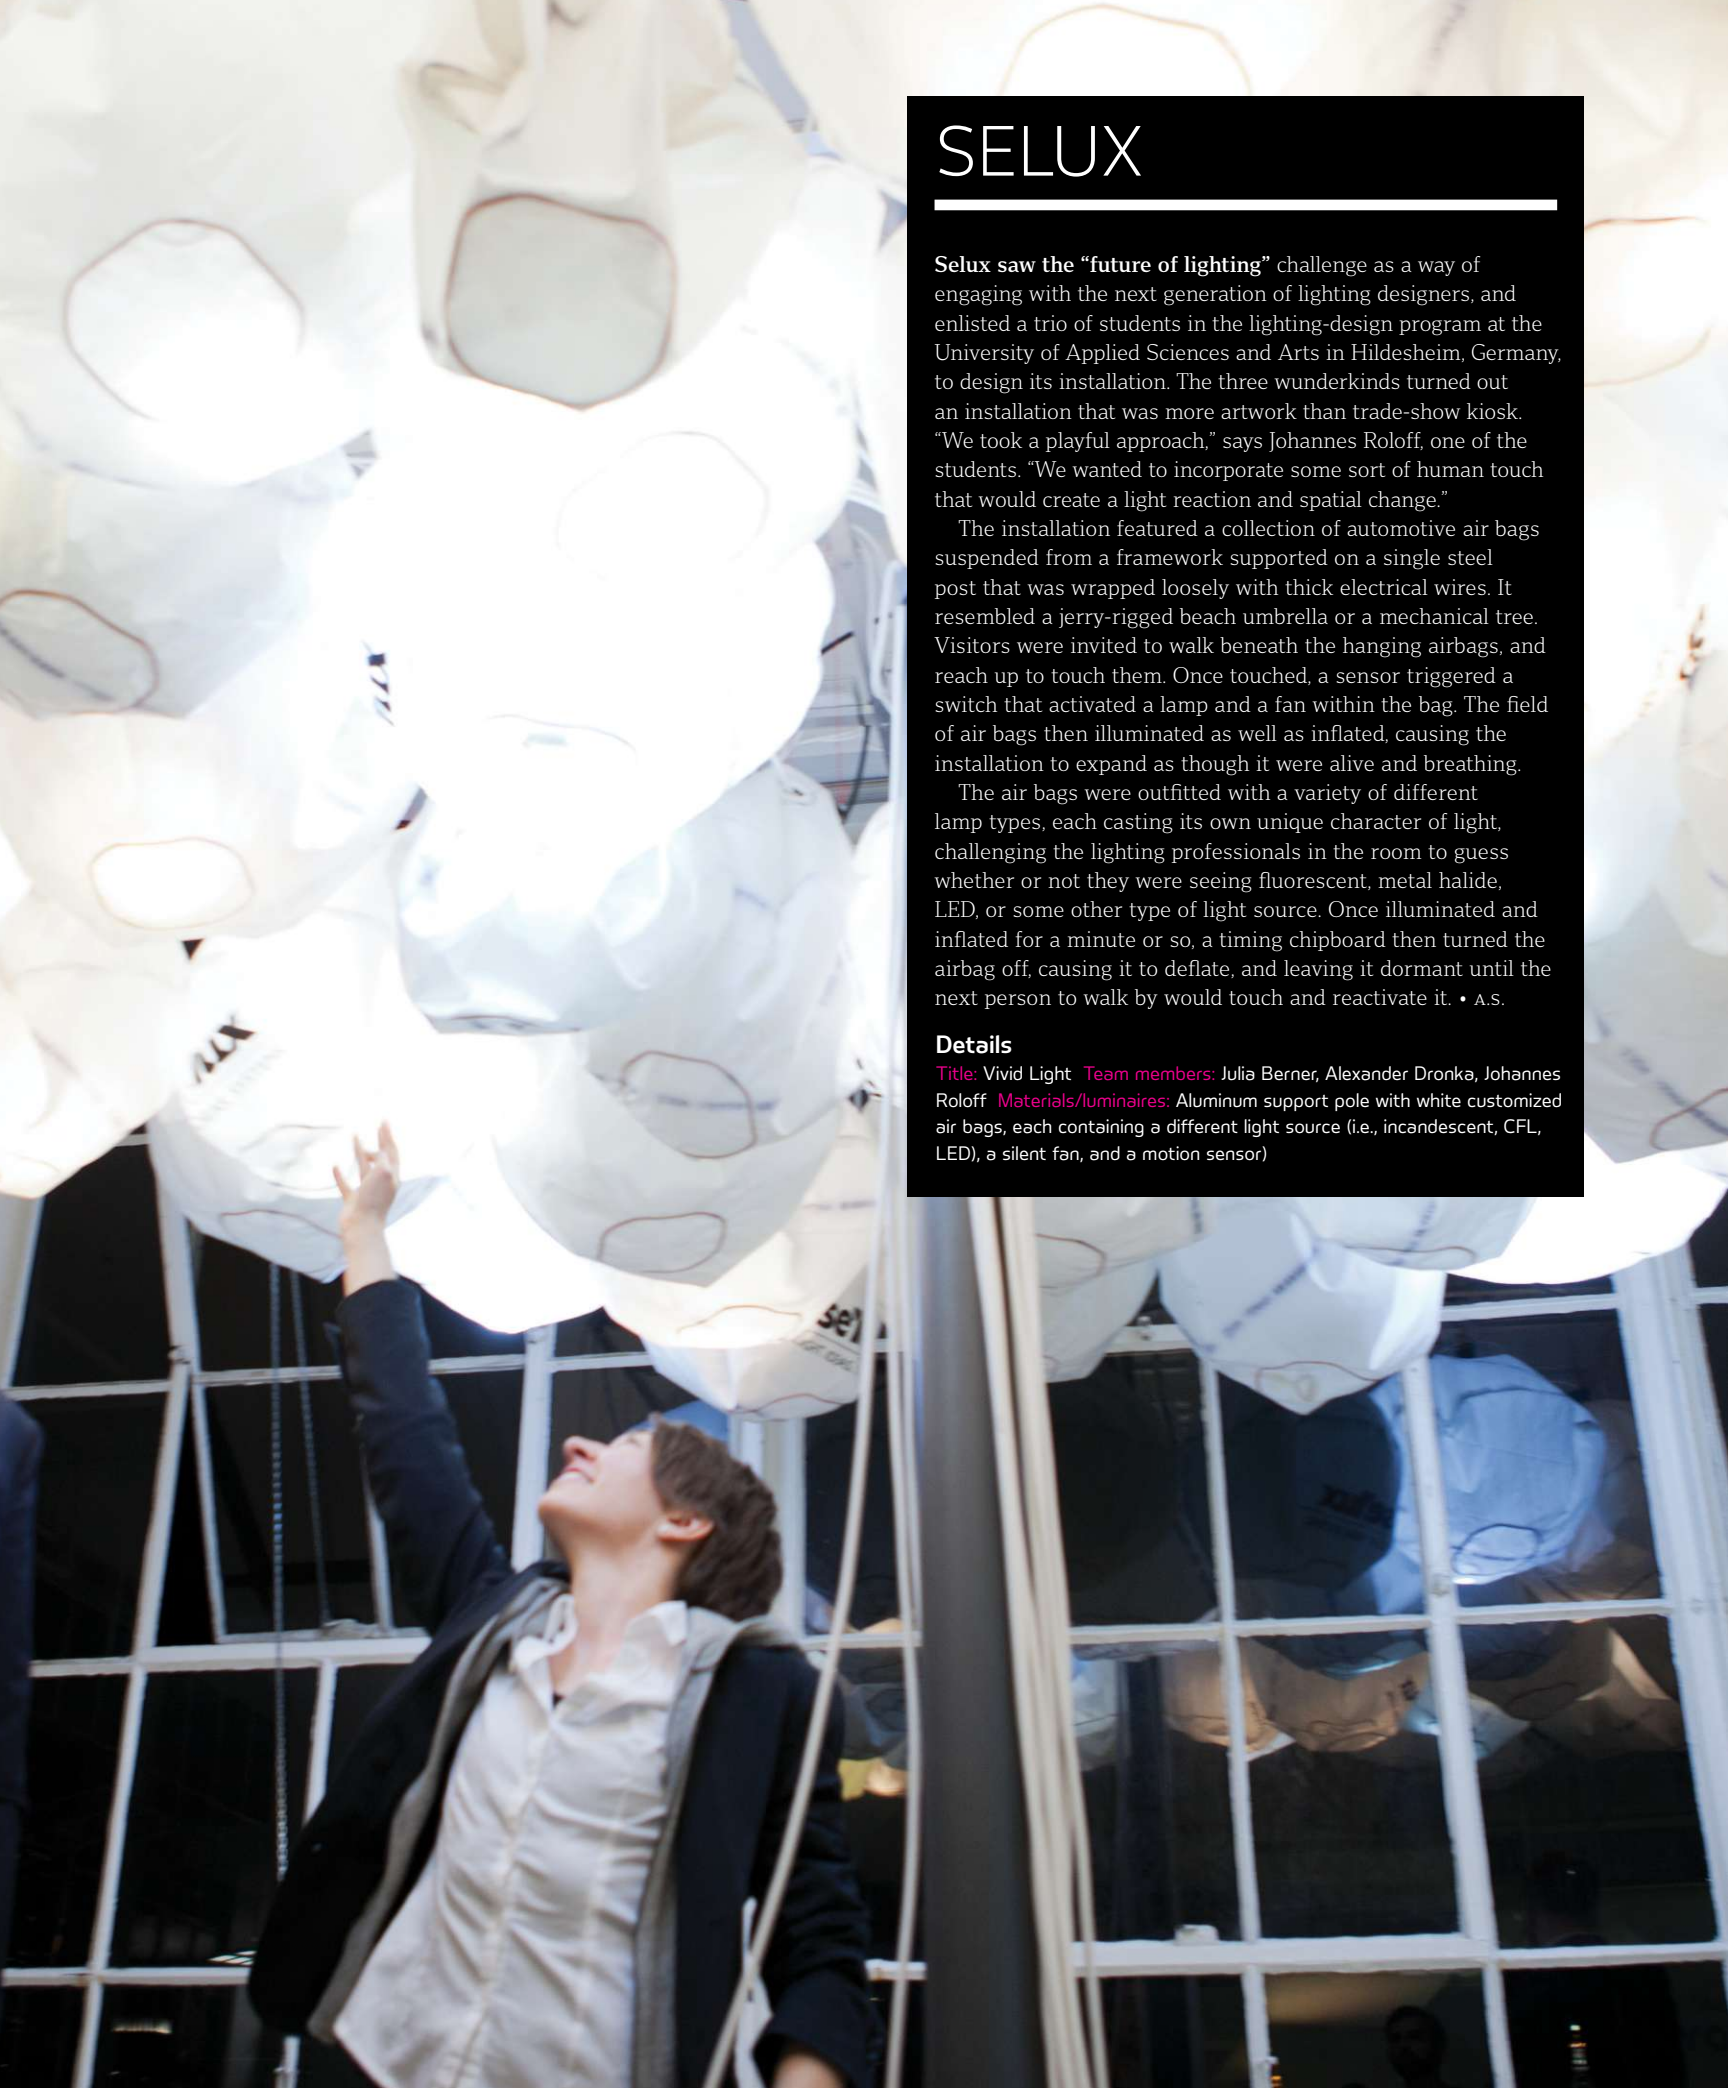 SELUX
Selux saw the “future of lighting” challenge as a way of
engaging with the next generation of lighting designers, and
enlisted a trio of students in the lighting-design program at the
University of Applied Sciences and Arts in Hildesheim, Germany,
to design its installation. The three wunderkinds turned out
an installation that was more artwork than trade-show kiosk.
“We took a playful approach,” says Johannes Roloff, one of the
students. “We wanted to incorporate some sort of human touch
that would create a light reaction and spatial change.”
The installation featured a collection of automotive air bags
suspended from a framework supported on a single steel
post that was wrapped loosely with thick electrical wires. It
resembled a jerry-rigged beach umbrella or a mechanical tree.
Visitors were invited to walk beneath the hanging airbags, and
reach up to touch them. Once touched, a sensor triggered a
switch that activated a lamp and a fan within the bag. The field
of air bags then illuminated as well as inflated, causing the
installation to expand as though it were alive and breathing.
The air bags were outfitted with a variety of different
lamp types, each casting its own unique character of light,
challenging the lighting professionals in the room to guess
whether or not they were seeing fluorescent, metal halide,
LED, or some other type of light source. Once illuminated and
inflated for a minute or so, a timing chipboard then turned the
airbag off, causing it to deflate, and leaving it dormant until the
next person to walk by would touch and reactivate it. • A.S.
Details
Title: Vivid Light Team members: Julia Berner, Alexander Dronka, Johannes
Roloff Materials/luminaires: Aluminum support pole with white customized
air bags, each containing a different light source (i.e., incandescent, CFL,
LED), a silent fan, and a motion sensor)